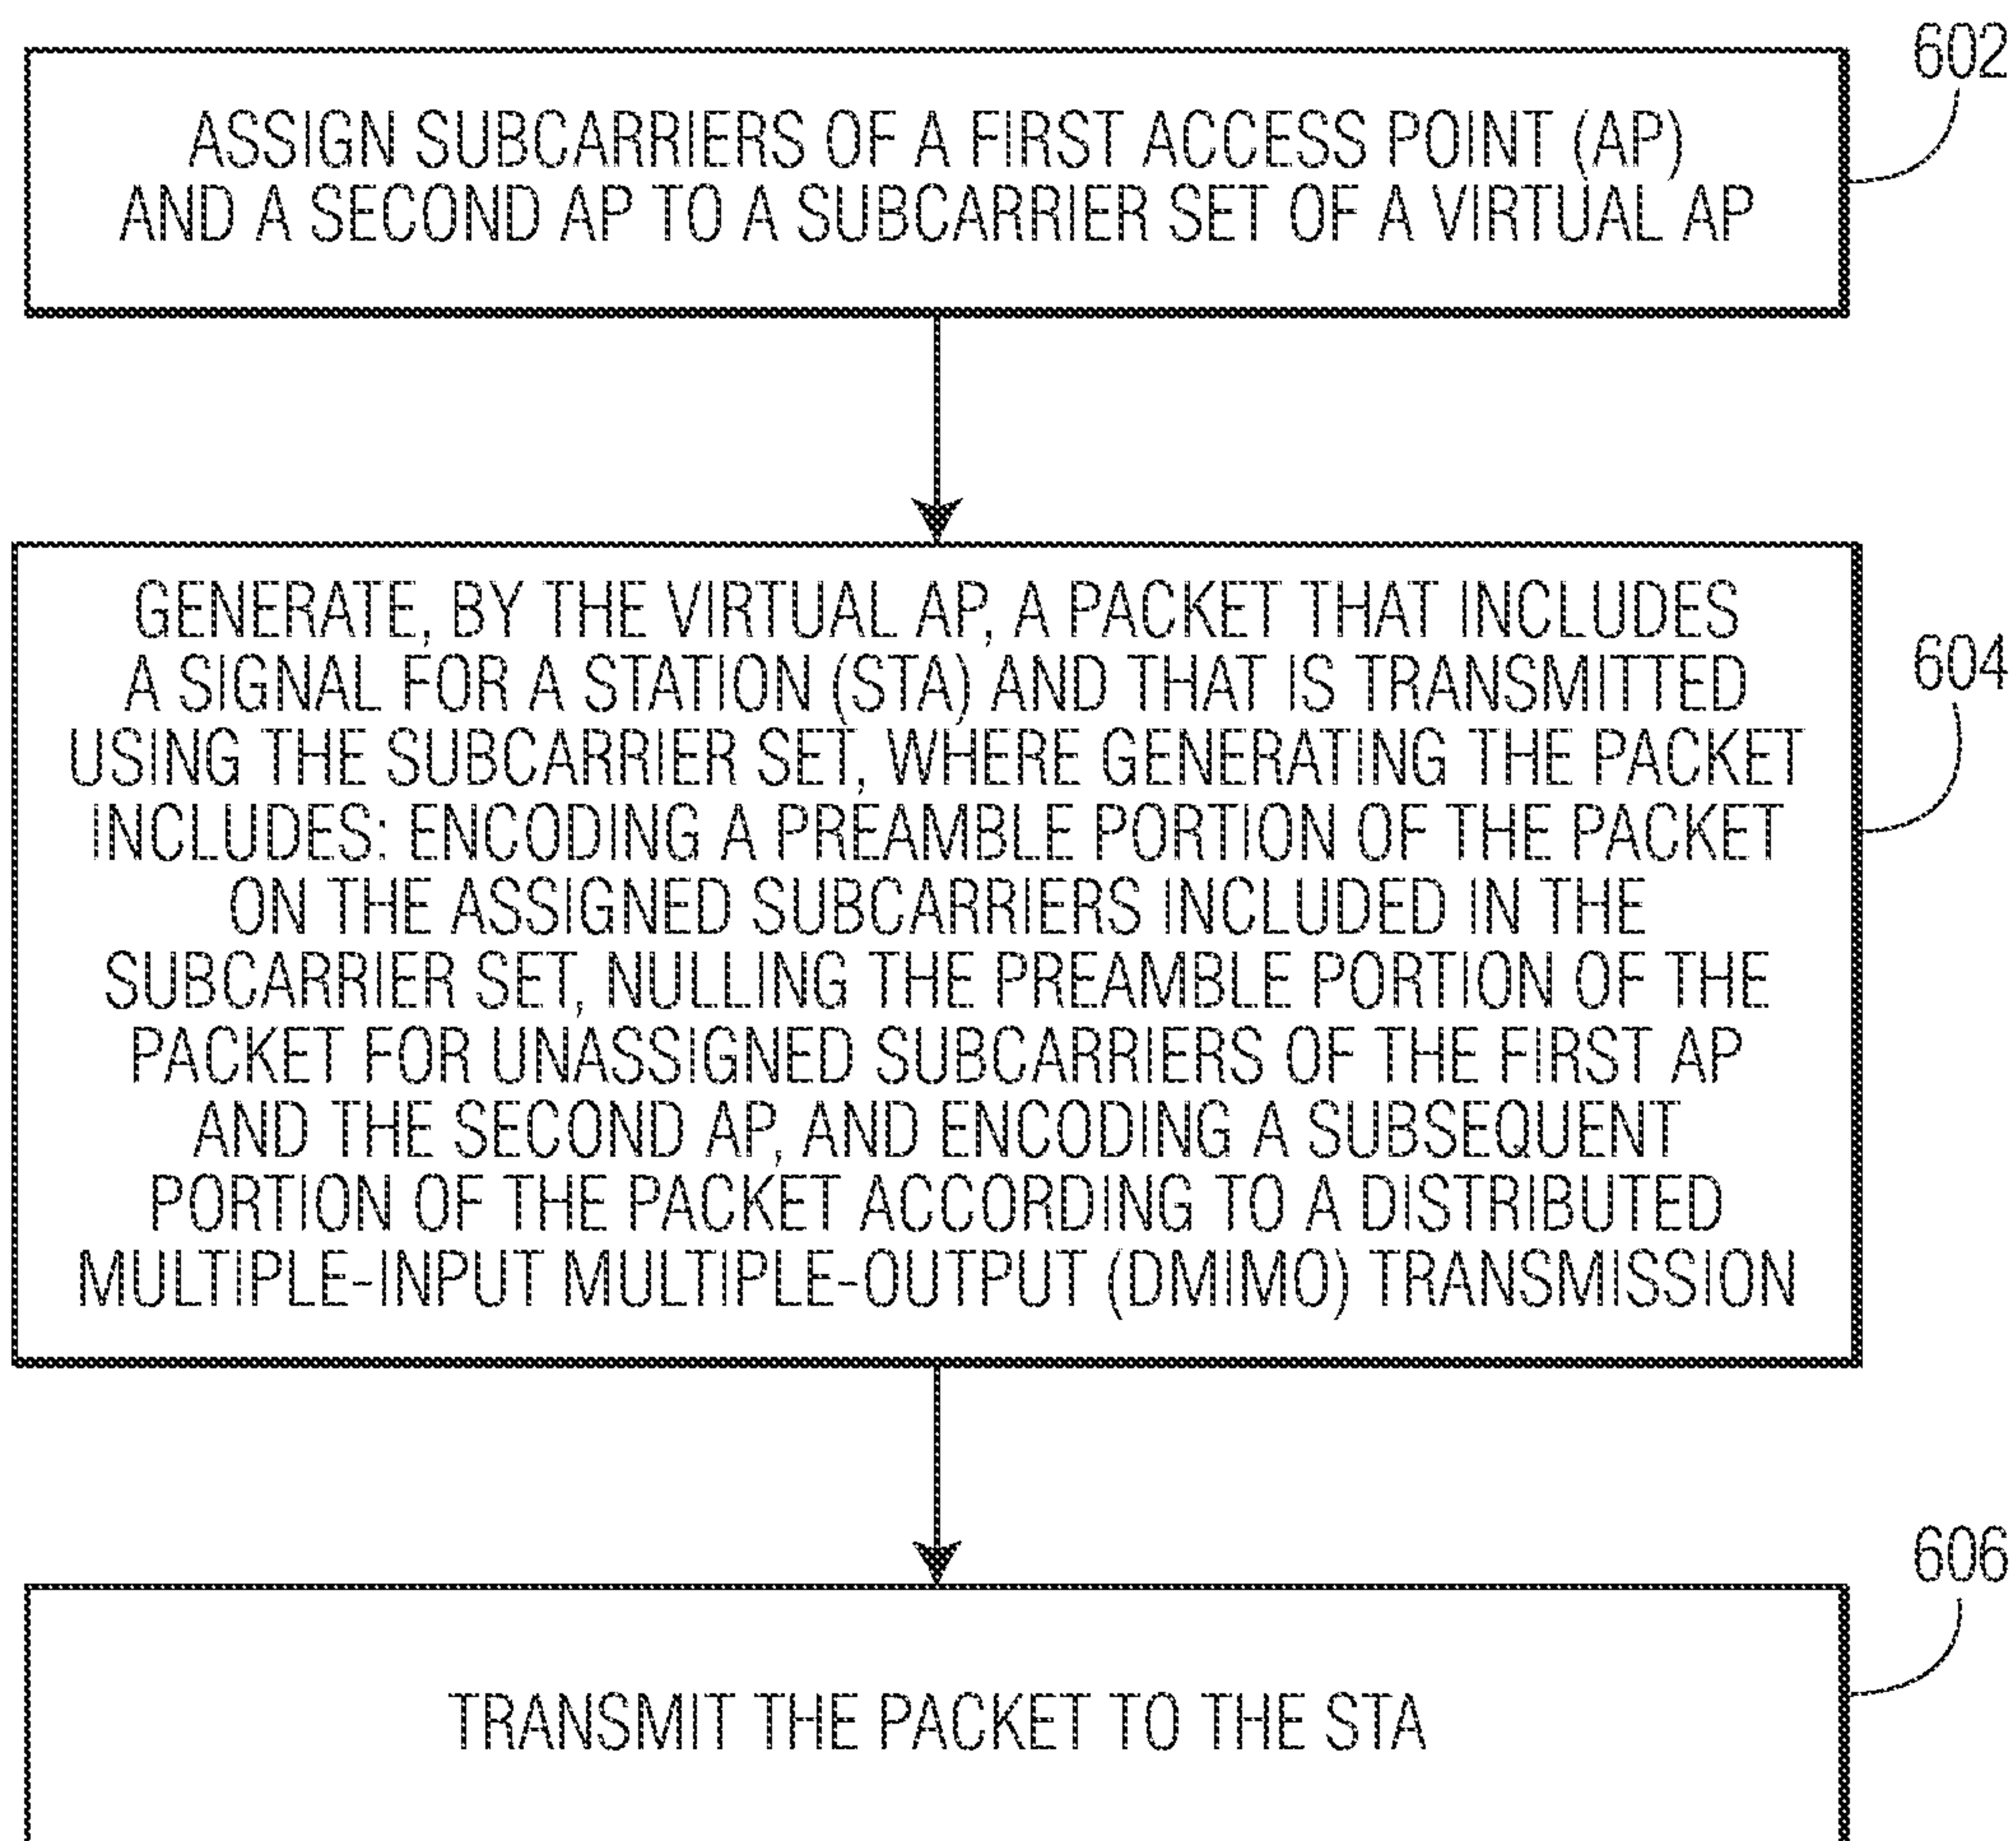 602
ASSIGN SUBCARRIERS OF A FIRST ACCESS POINT (AP)
AND A SECOND AP TO A SUBCARRIER SET OF A VIRTUAL AP
604
GENERATE, BY THE VIRTUAL AP, A PACKET THAT INCLUDES
A SIGNAL FOR A STATION (STA) AND THAT IS TRANSMITTED
USING THE SUBCARRIER SET, WHERE GENERATING THE PACKET
INCLUDES: ENCODING A PREAMBLE PORTION OF THE PACKET
ON THE ASSIGNED SUBCARRIERS INCLUDED IN THE
SUBCARRIER SET, NULLING THE PREAMBLE PORTION OF THE
PACKET FOR UNASSIGNED SUBCARRIERS OF THE FIRST AP
AND THE SECOND AP, AND ENCODING A SUBSEQUENT
PORTION OF THE PACKET ACCORDING TO A DISTRIBUTED
MULTIPLE-INPUT MULTIPLE-OUTPUT (DMIMO) TRANSMISSION
606
TRANSMIT THE PACKET TO THE STA